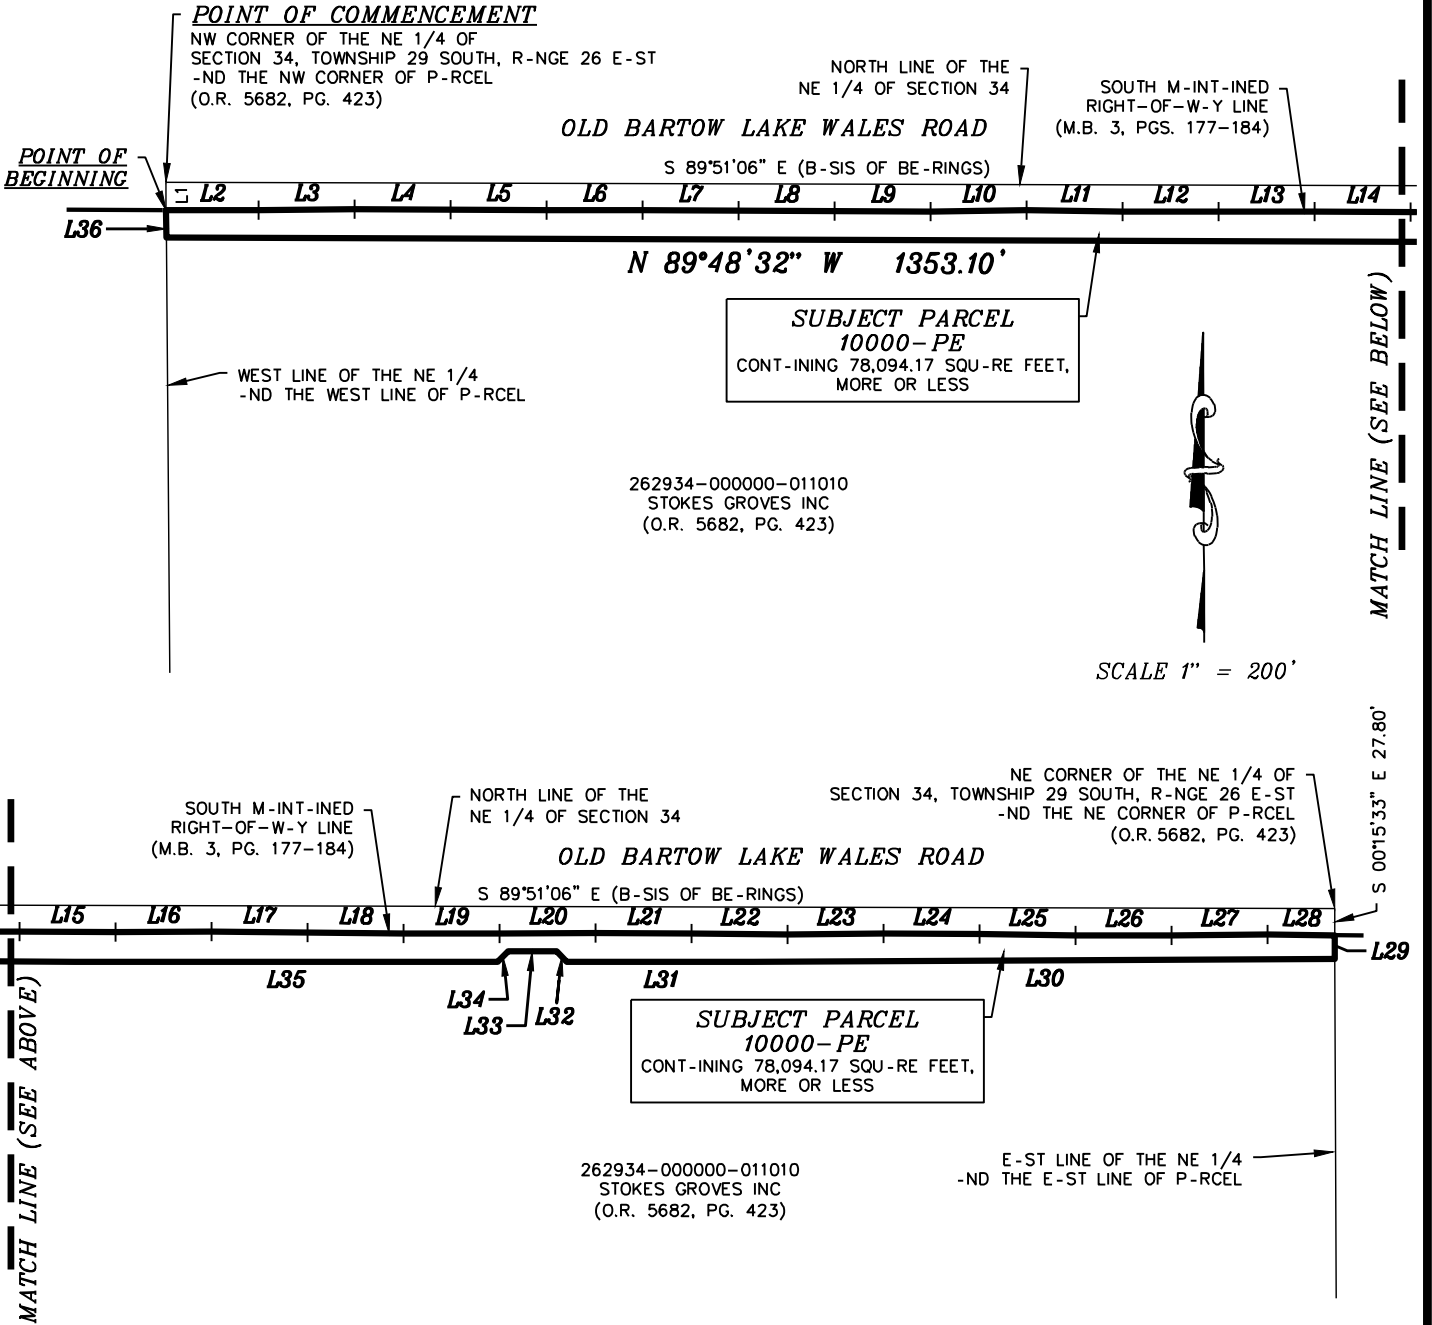 POINT OF COMMENCEMENT
NW CORNER OF THE NE 1/4 OF
SECTION 34, TOWNSHIP 29 SOUTH, R-NGE 26 E-ST
-ND THE NW CORNER OF P-RCEL
(O.R. 5682, PG. 423)
NORTH LINE OF THE
NE 1/4 OF SECTION 34
SOUTH M-INT-INED
RIGHT-OF-W-Y LINE
(M.B. 3, PGS. 177-184)
OLD BARTOW LAKE WALES ROAD
POINT OF
BEGINNING
S 89°51'06" E (B-SIS OF BE-RINGS)
L1 L2 L3 L4 L5 L6 L7 L8 L9 L10 L11 L12 L13 L14
L36
N 89°48'32" W 1353.10'
SUBJECT PARCEL
10000-PE
CONT-INING 78,094.17 SQU-RE FEET,
MORE OR LESS
WEST LINE OF THE NE 1/4
-ND THE WEST LINE OF P-RCEL
262934-000000-011010
STOKES GROVES INC
(O.R. 5682, PG. 423)
MATCH LINE (SEE BELOW)
SCALE 1" = 200'
S 00°15'33" E 27.80'
NE CORNER OF THE NE 1/4 OF
SECTION 34, TOWNSHIP 29 SOUTH, R-NGE 26 E-ST
-ND THE NE CORNER OF P-RCEL
(O.R. 5682, PG. 423)
SOUTH M-INT-INED
RIGHT-OF-W-Y LINE
(M.B. 3, PG. 177-184)
NORTH LINE OF THE
NE 1/4 OF SECTION 34
OLD BARTOW LAKE WALES ROAD
S 89°51'06" E (B-SIS OF BE-RINGS)
L15 L16 L17 L18 L19 L20 L21 L22 L23 L24 L25 L26 L27 L28
L29
L35 L31 L30
L34
L33 L32
SUBJECT PARCEL
10000-PE
CONT-INING 78,094.17 SQU-RE FEET,
MORE OR LESS
MATCH LINE (SEE ABOVE)
262934-000000-011010
STOKES GROVES INC
(O.R. 5682, PG. 423)
E-ST LINE OF THE NE 1/4
-ND THE E-ST LINE OF P-RCEL